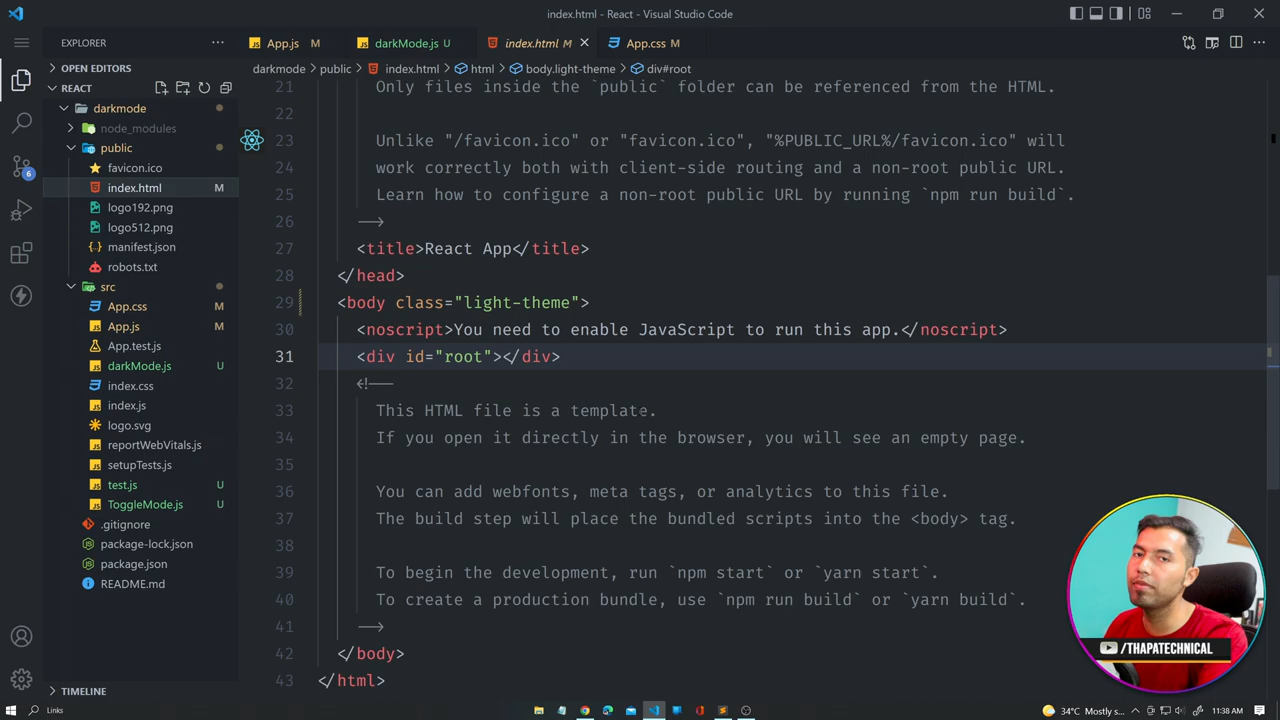 index.html - React - Visual Studio Code
EXPLORER
App.js M
darkMode.js U
index.html M
App.css M
OPEN EDITORS
darkmode > public > index.html > html > body.light-theme > div#root
REACT
darkmode
node_modules
public
favicon.ico
index.html M
logo192.png
logo512.png
manifest.json
robots.txt
src
App.css M
App.js M
App.test.js
darkMode.js U
index.css
index.js
logo.svg
reportWebVitals.js
setupTests.js
test.js U
ToggleMode.js U
.gitignore
package-lock.json
package.json
README.md
TIMELINE
6
21 Only files inside the `public` folder can be referenced from the HTML.
22
23 Unlike "/favicon.ico" or "favicon.ico", "%PUBLIC_URL%/favicon.ico" will
24 work correctly both with client-side routing and a non-root public URL.
25 Learn how to configure a non-root public URL by running `npm run build`.
26 -->
27 <title>React App</title>
28 </head>
29 <body class="light-theme">
30 <noscript>You need to enable JavaScript to run this app.</noscript>
31 <div id="root"></div>
32 <!--
33 This HTML file is a template.
34 If you open it directly in the browser, you will see an empty page.
35
36 You can add webfonts, meta tags, or analytics to this file.
37 The build step will place the bundled scripts into the <body> tag.
38
39 To begin the development, run `npm start` or `yarn start`.
40 To create a production bundle, use `npm run build` or `yarn build`.
41 -->
42 </body>
43 </html>
/THAPATECHNICAL
Links
34°C Mostly s...
11:38 AM